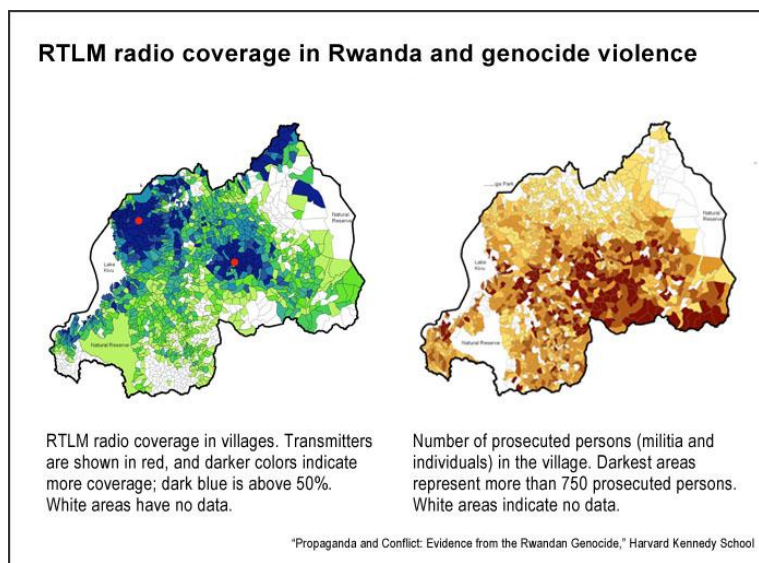 RTLM radio coverage in Rwanda and genocide violence
Natural
Reserve
Lake
Kivu
Natural Reserve
Park
Natural
Reserve
Lake
Kivu
Natural Reserve
RTLM radio coverage in villages. Transmitters
are shown in red, and darker colors indicate
more coverage; dark blue is above 50%.
White areas have no data.
Number of prosecuted persons (militia and
individuals) in the village. Darkest areas
represent more than 750 prosecuted persons.
White areas indicate no data.
“Propaganda and Conflict: Evidence from the Rwandan Genocide,” Harvard Kennedy School